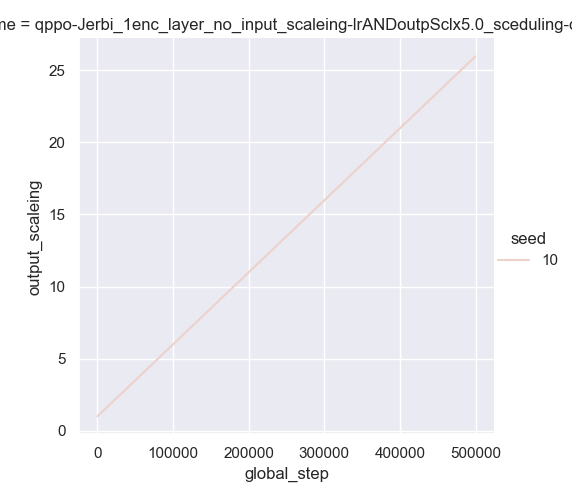 me = qppo-Jerbi_1enc_layer_no_input_scaleing-lrANDoutpSclx5.0_sceduling-c
25
20
15
10
5
0
output_scaleing
0 100000 200000 300000 400000 500000
global_step
seed
10